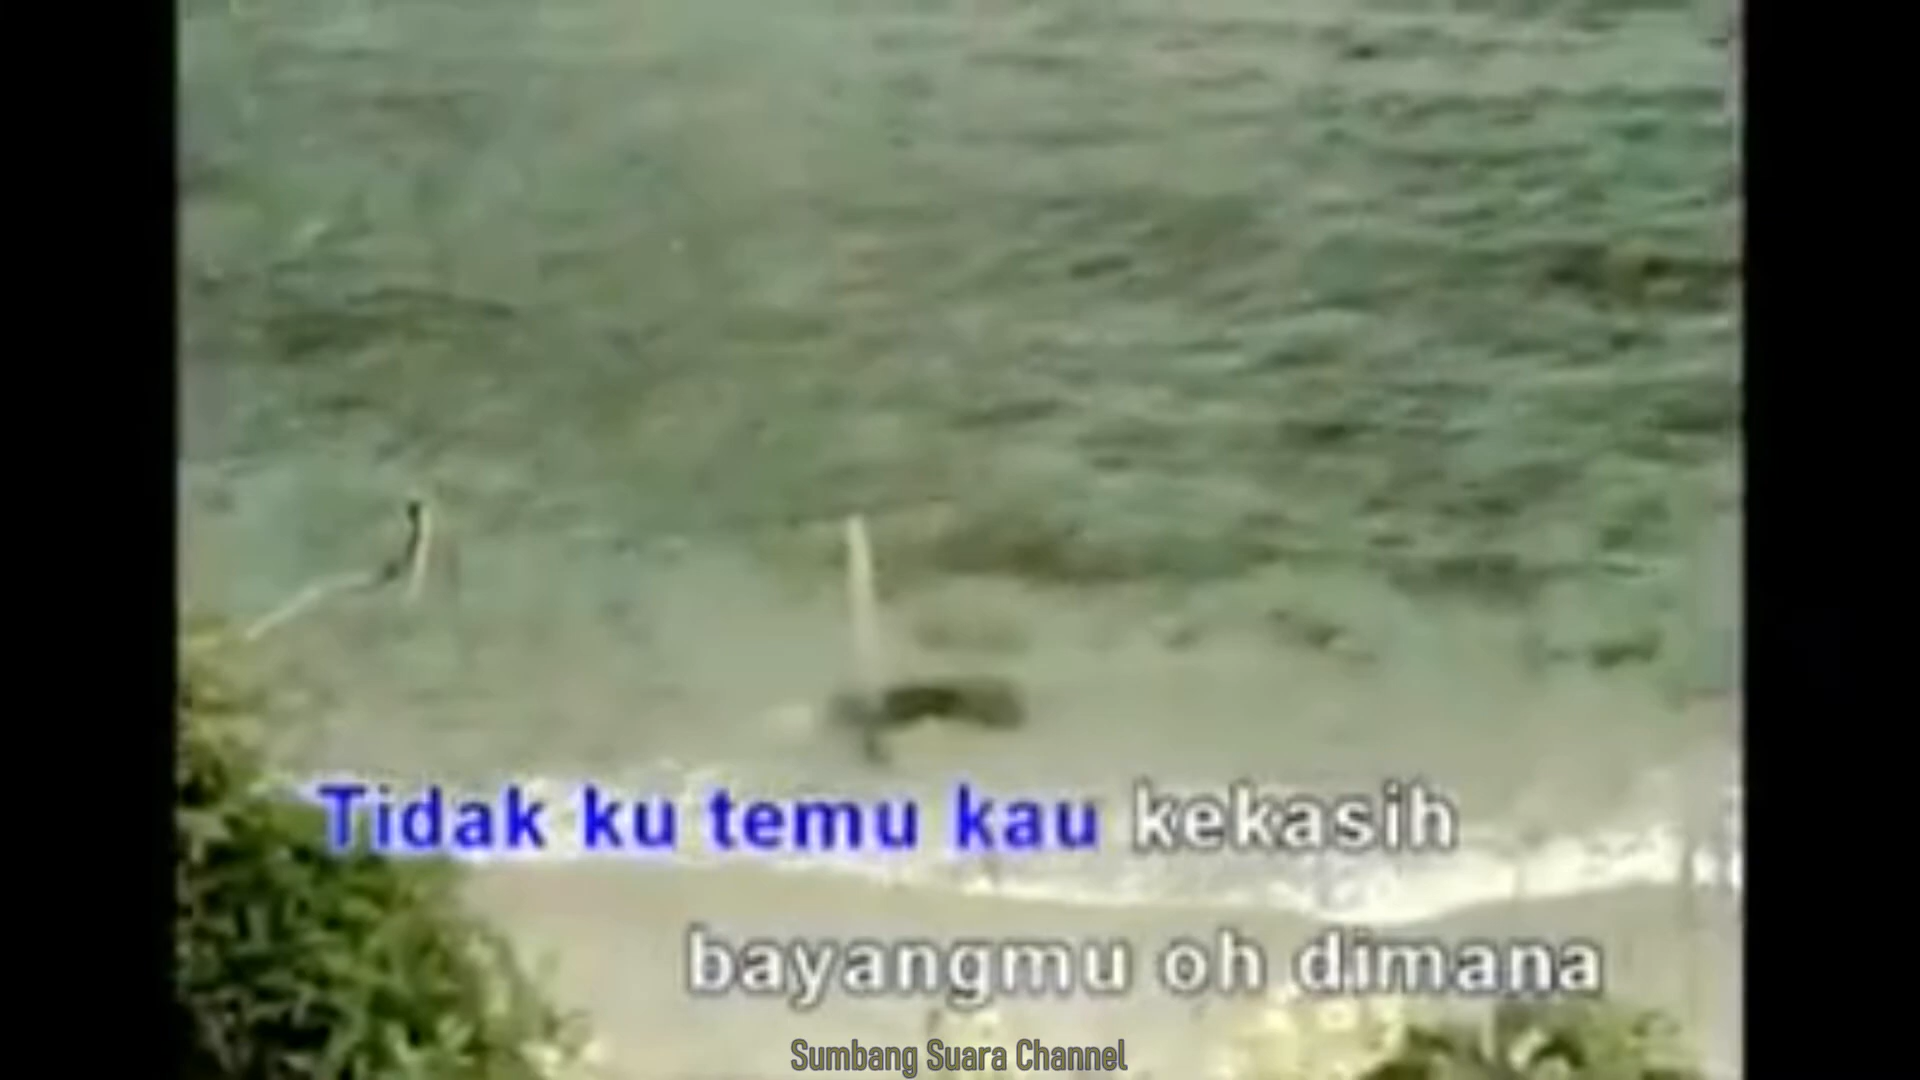 Tidak ku temu kau kekasih
bayangmu oh dimana
Sumbang Suara Channel